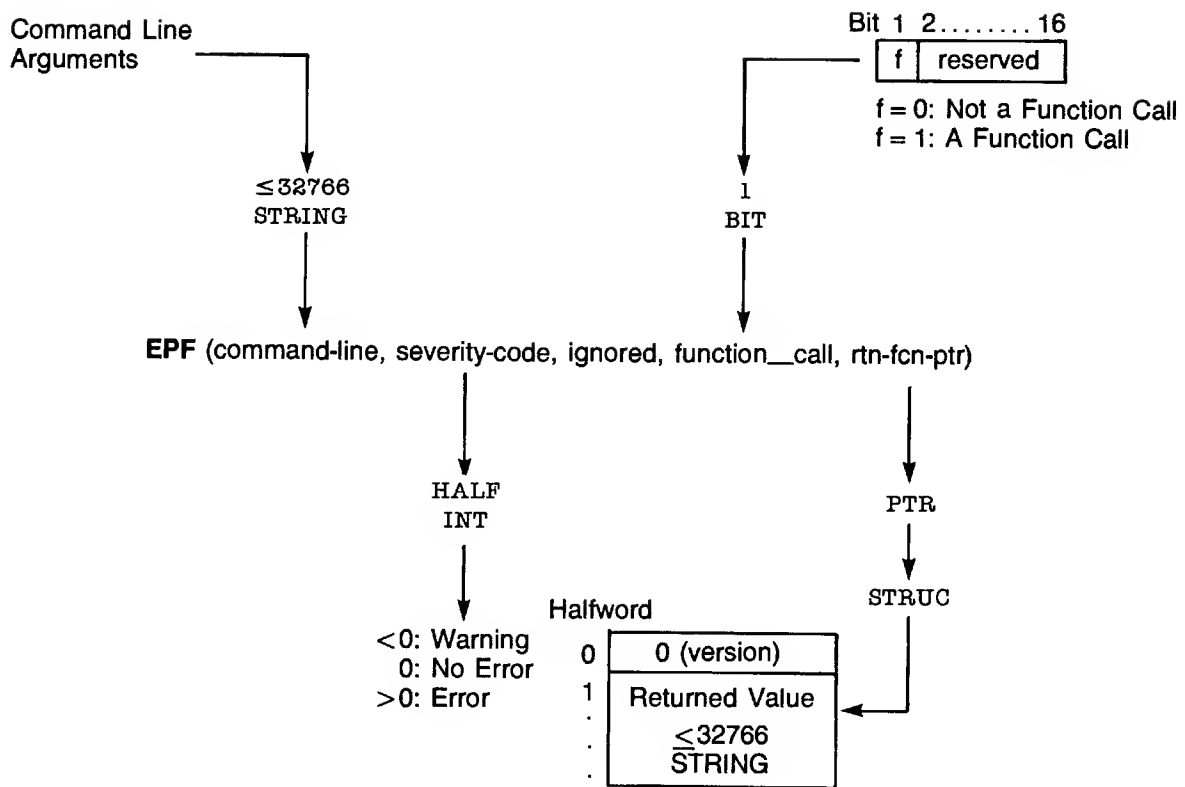 Command Line
Arguments
Bit 1 2........16
f reserved
f = 0: Not a Function Call
f = 1: A Function Call
≤32766
STRING
1
BIT
EPF (command-line, severity-code, ignored, function__call, rtn-fcn-ptr)
HALF
INT
PTR
STRUC
<0: Warning
0: No Error
>0: Error
Halfword
0 0 (version)
1 Returned Value
.
. ≤32766
. STRING